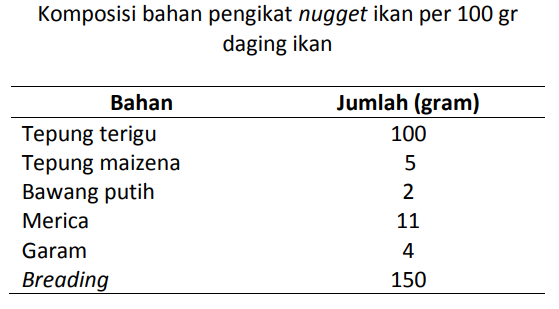 Komposisi bahan pengikat nugget ikan per 100 gr
daging ikan
Bahan Jumlah (gram)
Tepung terigu 100
Tepung maizena 5
Bawang putih 2
Merica 11
Garam 4
Breading 150